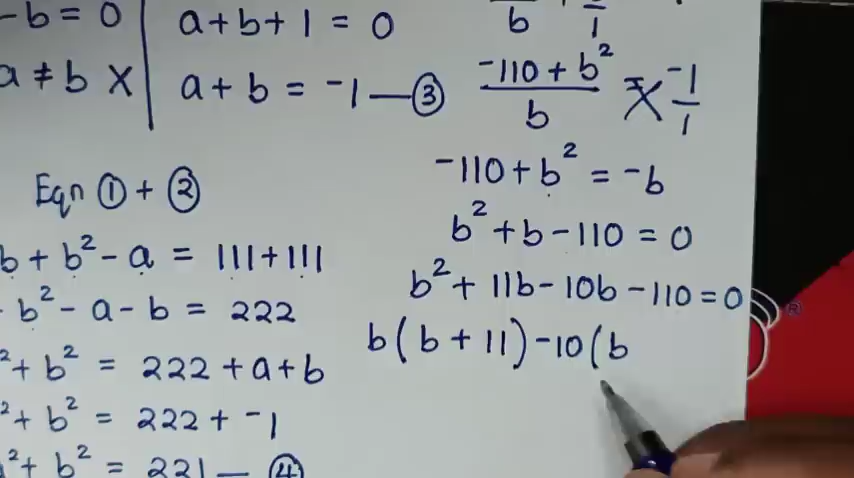 -b = 0
a ≠ b X
a + b + 1 = 0
a + b = -1 — ③
Eqn ① + ②
b + b² - a = 111 + 111
- b² - a - b = 222
² + b² = 222 + a + b
² + b² = 222 + -1
a² + b² = 221 — ④
b 1
-110 + b² = -1
b 1
-110 + b² = -b
b² + b - 110 = 0
b² + 11b - 10b - 110 = 0
b(b + 11) - 10(b